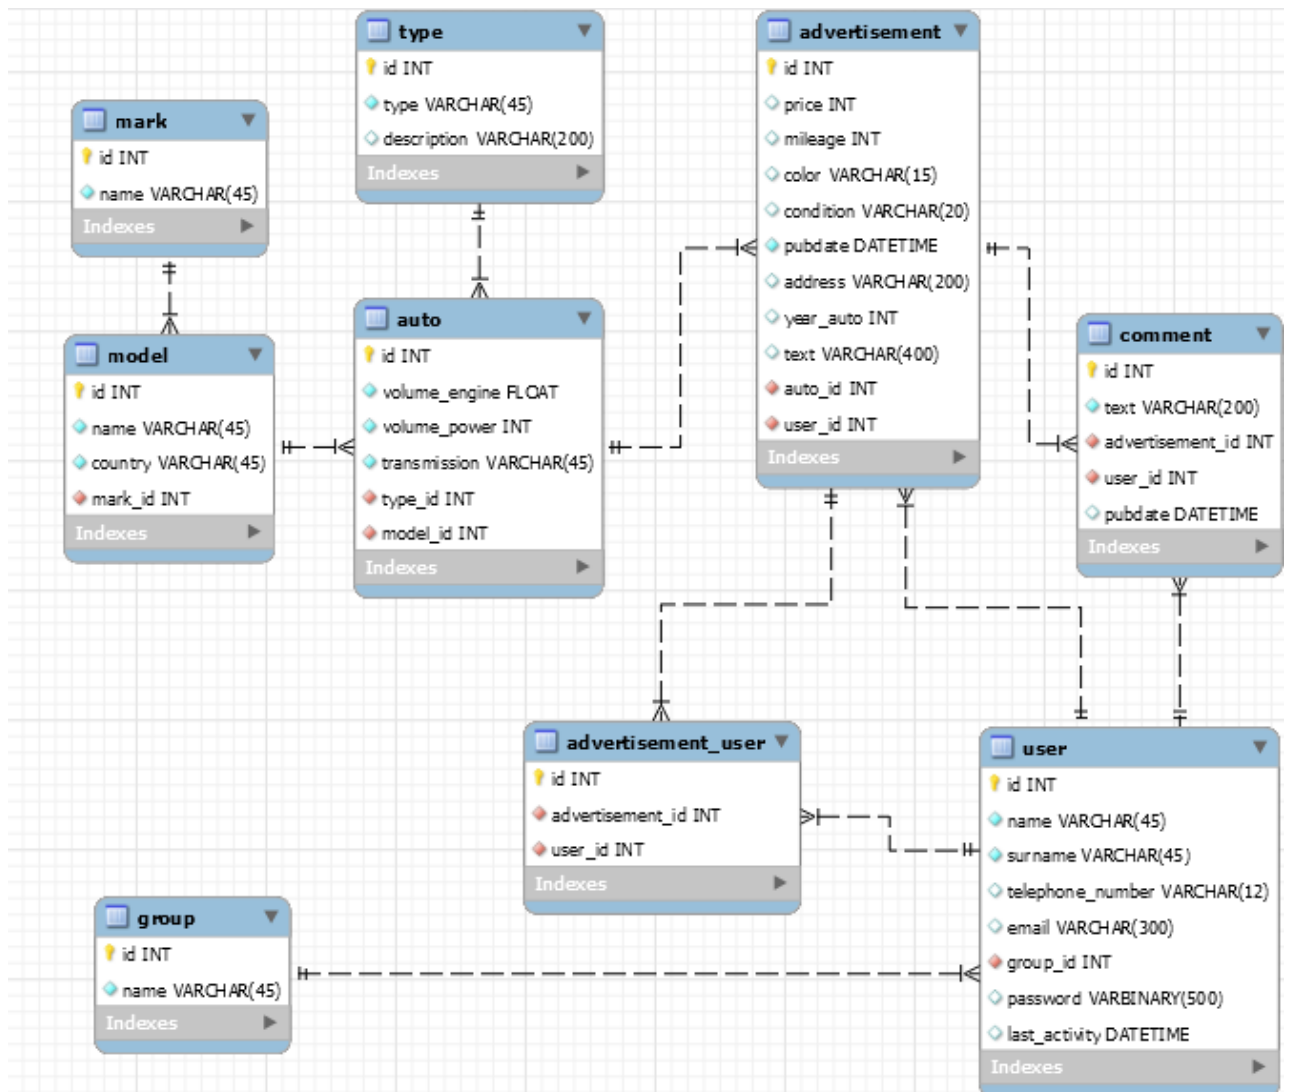 type
id INT
type VARCHAR(45)
description VARCHAR(200)
Indexes
advertisement
id INT
price INT
mileage INT
color VARCHAR(15)
condition VARCHAR(20)
pubdate DATETIME
address VARCHAR(200)
year_auto INT
text VARCHAR(400)
auto_id INT
user_id INT
Indexes
mark
id INT
name VARCHAR(45)
Indexes
auto
id INT
volume_engine FLOAT
volume_power INT
transmission VARCHAR(45)
type_id INT
model_id INT
Indexes
model
id INT
name VARCHAR(45)
country VARCHAR(45)
mark_id INT
Indexes
comment
id INT
text VARCHAR(200)
advertisement_id INT
user_id INT
pubdate DATETIME
Indexes
advertisement_user
id INT
advertisement_id INT
user_id INT
Indexes
user
id INT
name VARCHAR(45)
surname VARCHAR(45)
telephone_number VARCHAR(12)
email VARCHAR(300)
group_id INT
password VARBINARY(500)
last_activity DATETIME
Indexes
group
id INT
name VARCHAR(45)
Indexes